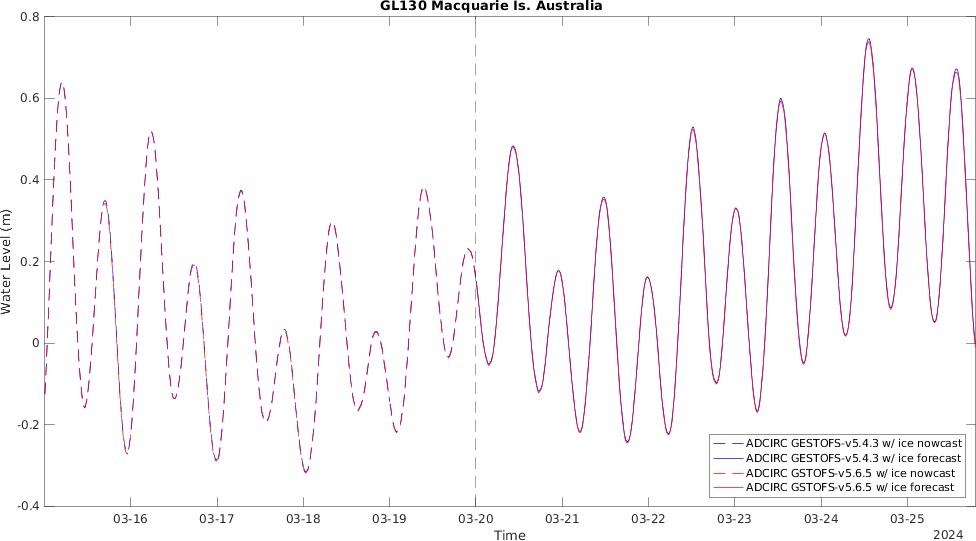 GL130 Macquarie Is. Australia
0.8
0.6
0.4
0.2
0
-0.2
-0.4
Water Level (m)
ADCIRC GESTOFS-v5.4.3 w/ ice nowcast
ADCIRC GESTOFS-v5.4.3 w/ ice forecast
ADCIRC GSTOFS-v5.6.5 w/ ice nowcast
ADCIRC GSTOFS-v5.6.5 w/ ice forecast
03-16 03-17 03-18 03-19 03-20 03-21 03-22 03-23 03-24 03-25
Time
2024